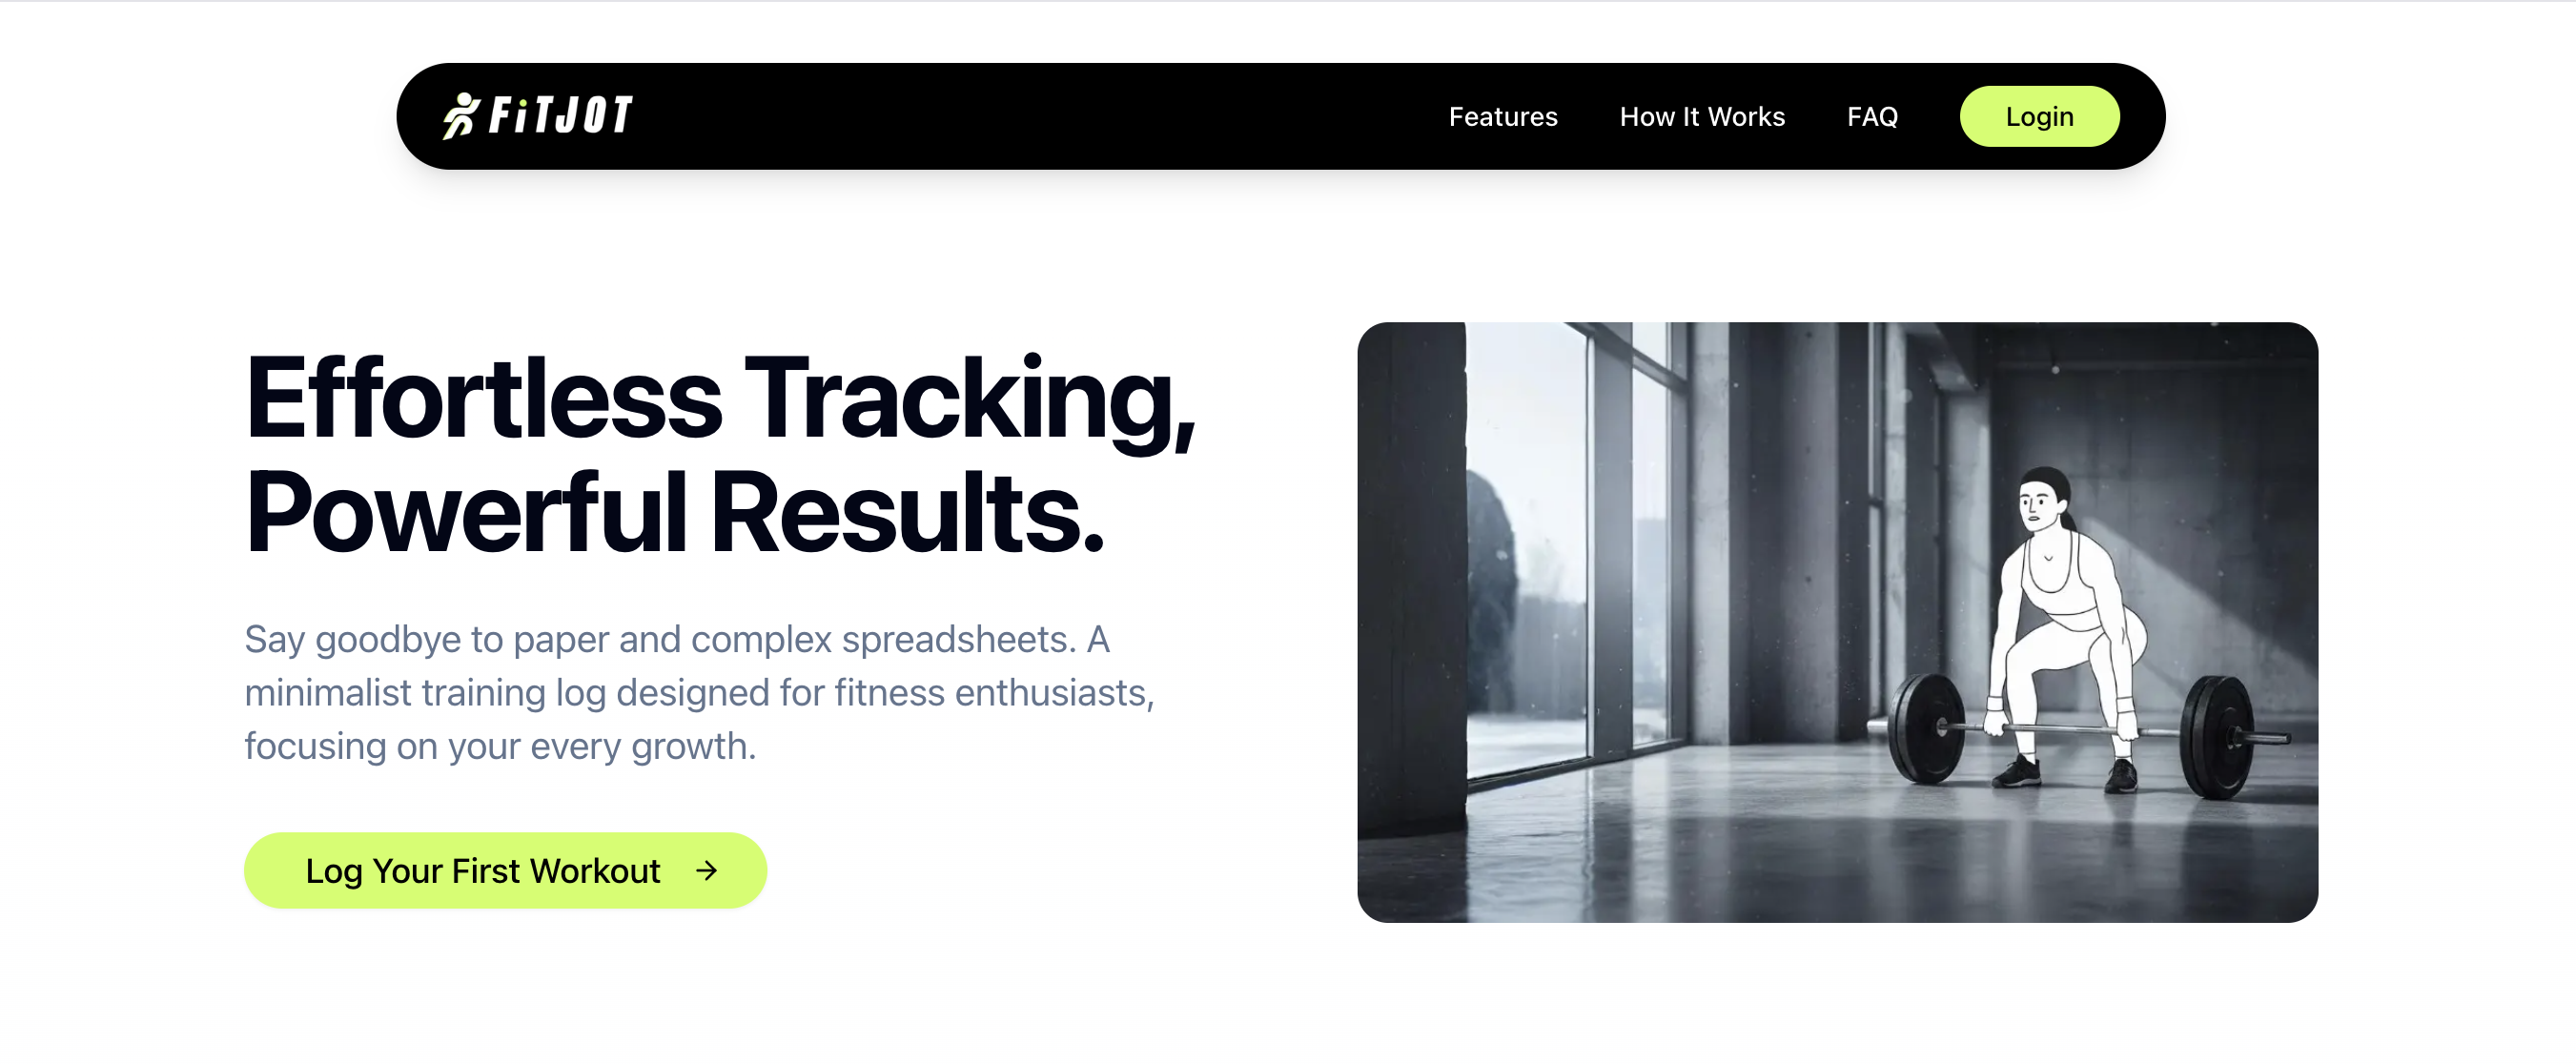 FiTJOT
Features
How It Works
FAQ
Login
Effortless Tracking,
Powerful Results.
Say goodbye to paper and complex spreadsheets. A
minimalist training log designed for fitness enthusiasts,
focusing on your every growth.
Log Your First Workout →